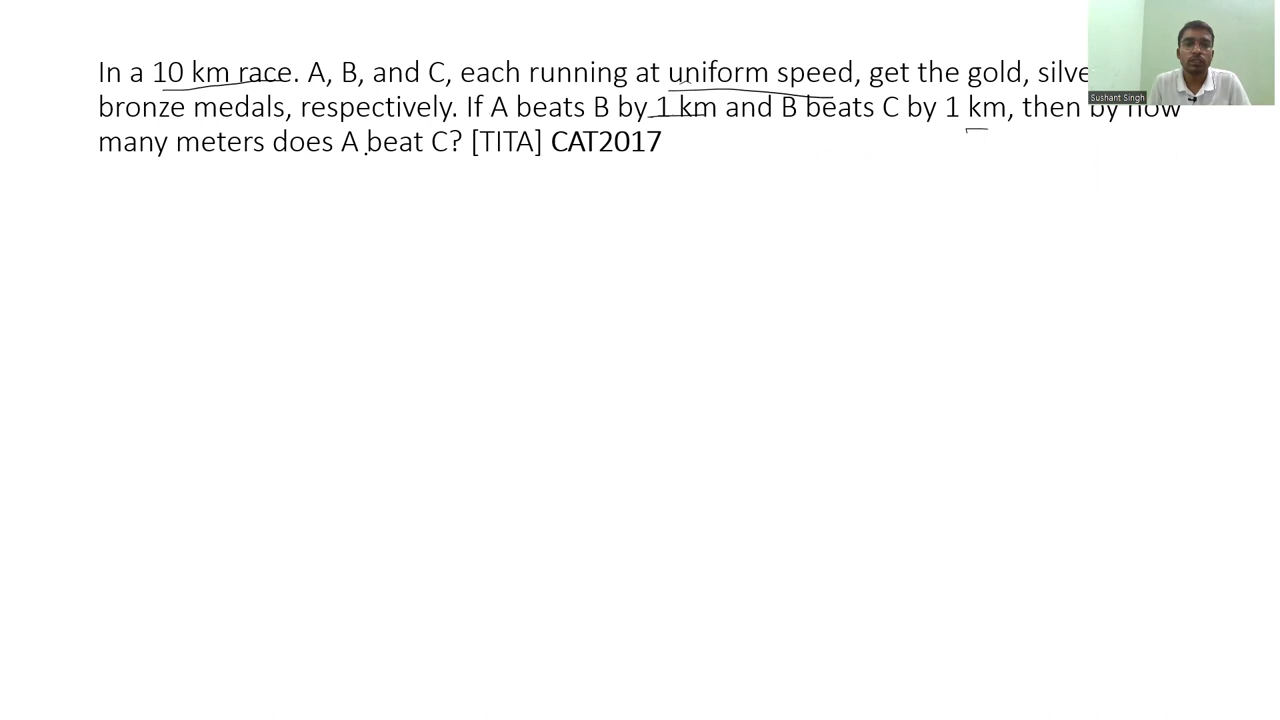 In a 10 km race. A, B, and C, each running at uniform speed, get the gold,
Sushant Singh
bronze medals, respectively. If A beats B by 1 km and B beats C by 1 km, then by how
many meters does A beat C? [TITA] CAT2017